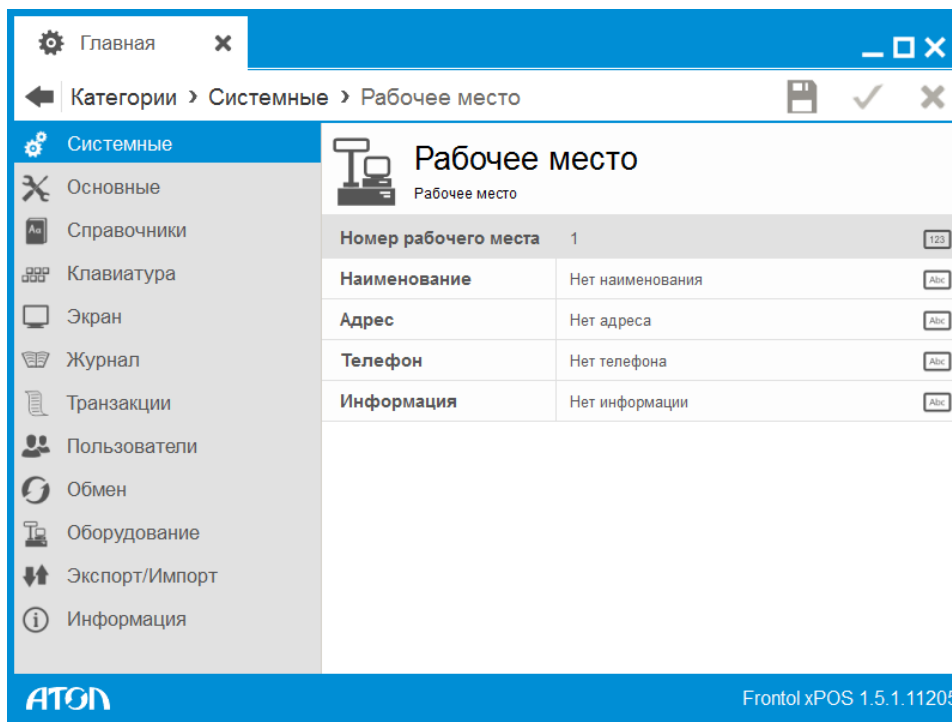 Главная
Категории › Системные › Рабочее место
Системные
Основные
Справочники
Клавиатура
Экран
Журнал
Транзакции
Пользователи
Обмен
Оборудование
Экспорт/Импорт
Информация
Рабочее место
Рабочее место
Номер рабочего места 1 123
Наименование Нет наименования Abc
Адрес Нет адреса Abc
Телефон Нет телефона Abc
Информация Нет информации Abc
АТОЛ Frontol xPOS 1.5.1.11205